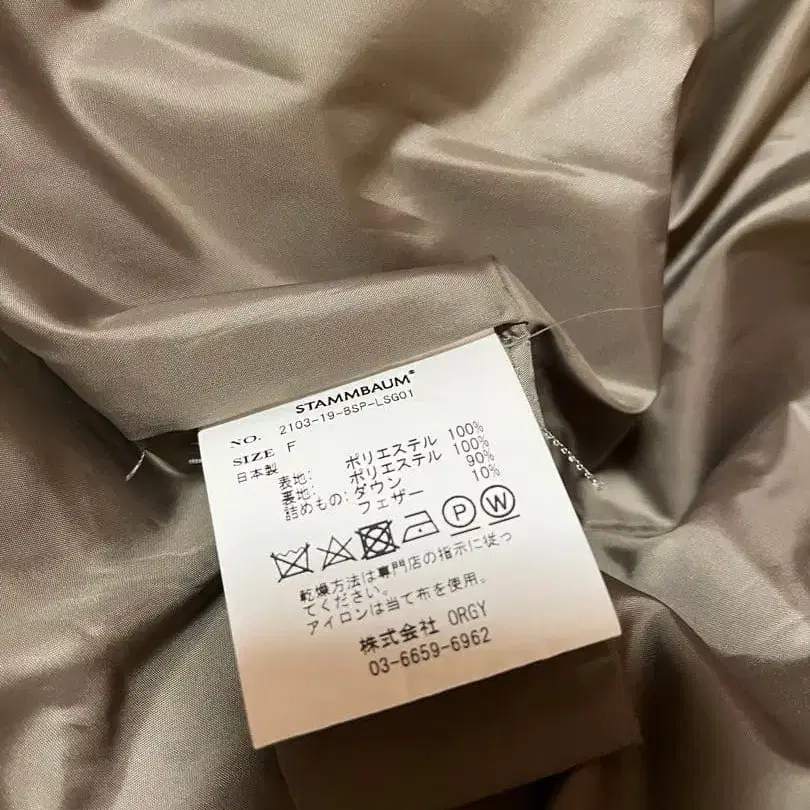 STAMMBAUM®
NO. 2103-19-BSP-LSG01
SIZE F
日本製
表地: ポリエステル 100%
裏地: ポリエステル 100%
詰めもの: ダウン 90%
フェザー 10%
P W
乾燥方法は専門店の指示に従っ
てください。
アイロンは当て布を使用。
株式会社 ORGY
03-6659-6962